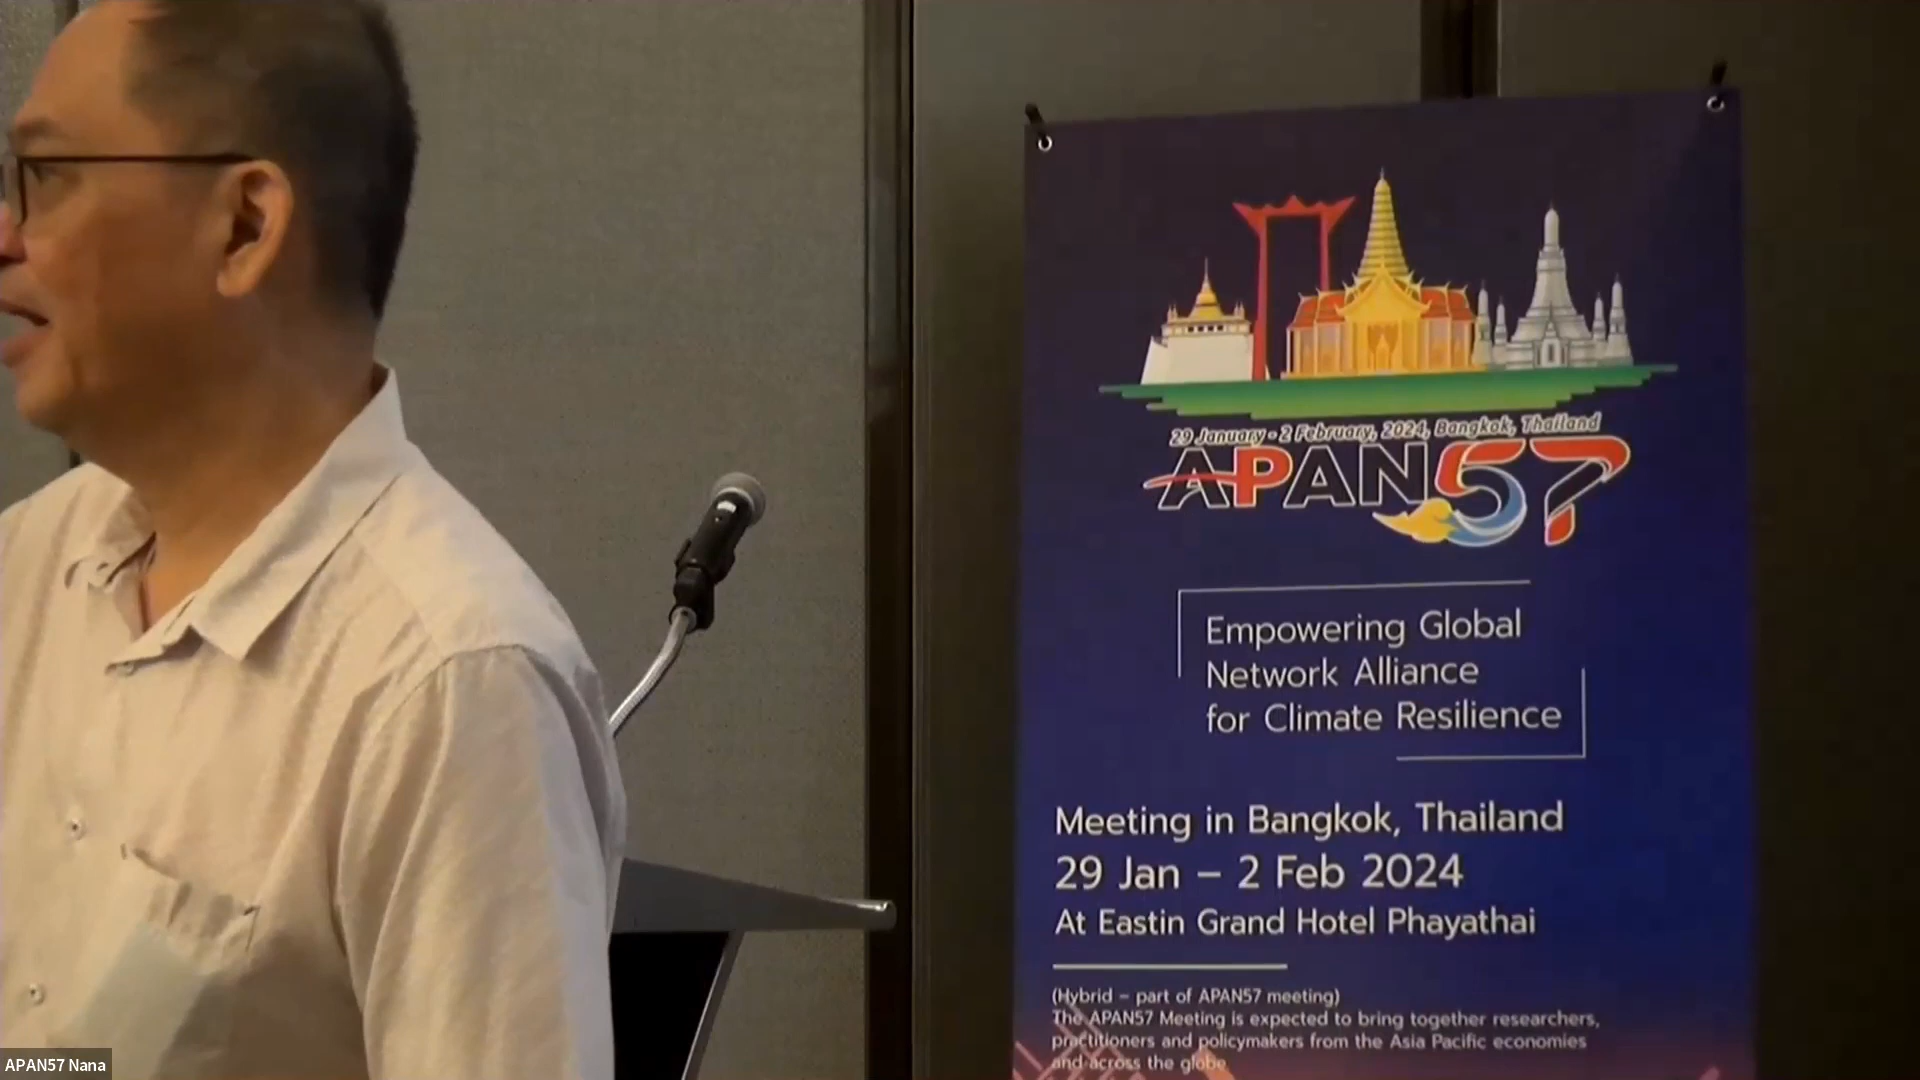 29 January - 2 February, 2024, Bangkok, Thailand
APAN57
Empowering Global
Network Alliance
for Climate Resilience
Meeting in Bangkok, Thailand
29 Jan – 2 Feb 2024
At Eastin Grand Hotel Phayathai
(Hybrid – part of APAN57 meeting)
The APAN57 Meeting is expected to bring together researchers,
practitioners and policymakers from the Asia Pacific economies
and across the globe
APAN57 Nana